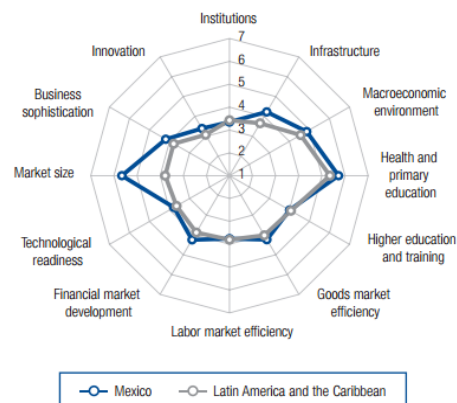 Institutions
7
6
5
4
3
2
1
Infrastructure
Macroeconomic
environment
Health and
primary
education
Higher education
and training
Goods market
efficiency
Labor market efficiency
Financial market
development
Technological
readiness
Market size
Business
sophistication
Innovation
Mexico
Latin America and the Caribbean